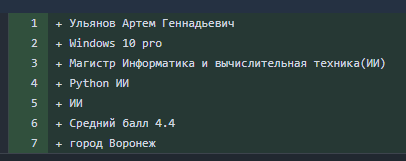 1 + Ульянов Артем Геннадьевич
2 + Windows 10 pro
3 + Магистр Информатика и вычислительная техника(ИИ)
4 + Python ИИ
5 + ИИ
6 + Средний балл 4.4
7 + город Воронеж